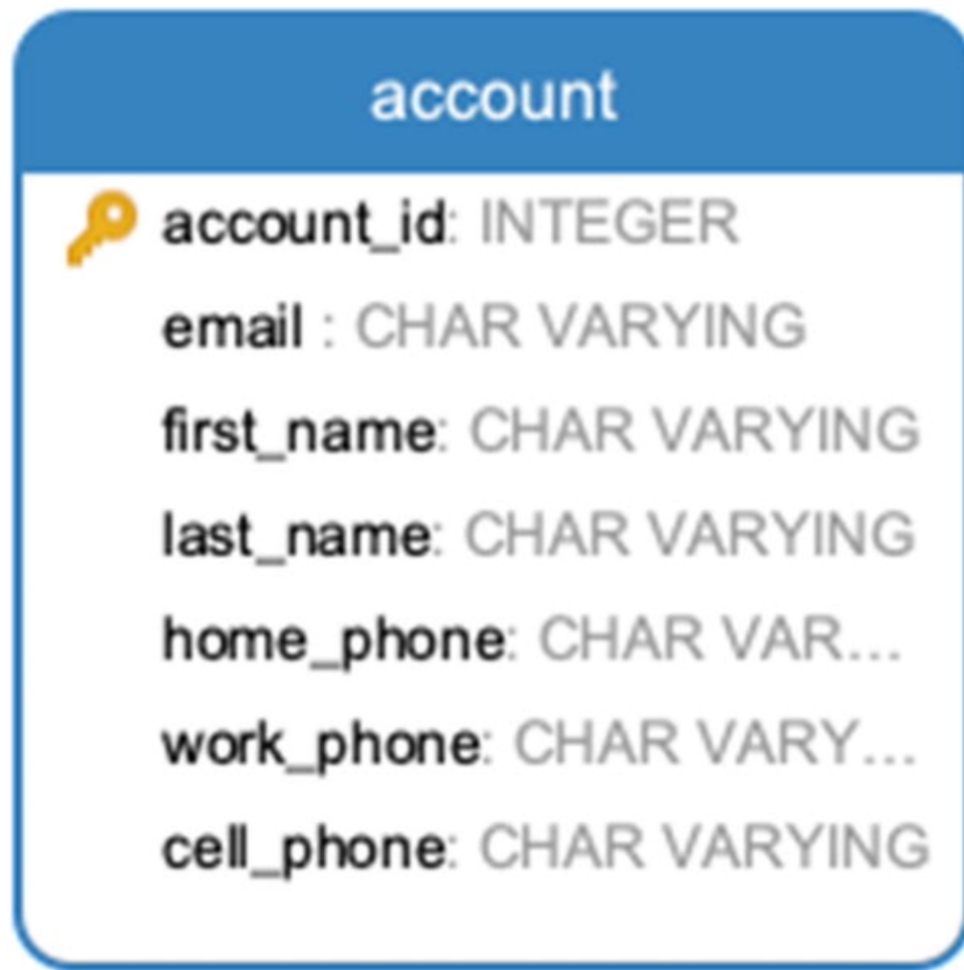 account
account_id: INTEGER
email : CHAR VARYING
first_name: CHAR VARYING
last_name: CHAR VARYING
home_phone: CHAR VAR...
work_phone: CHAR VARY...
cell_phone: CHAR VARYING